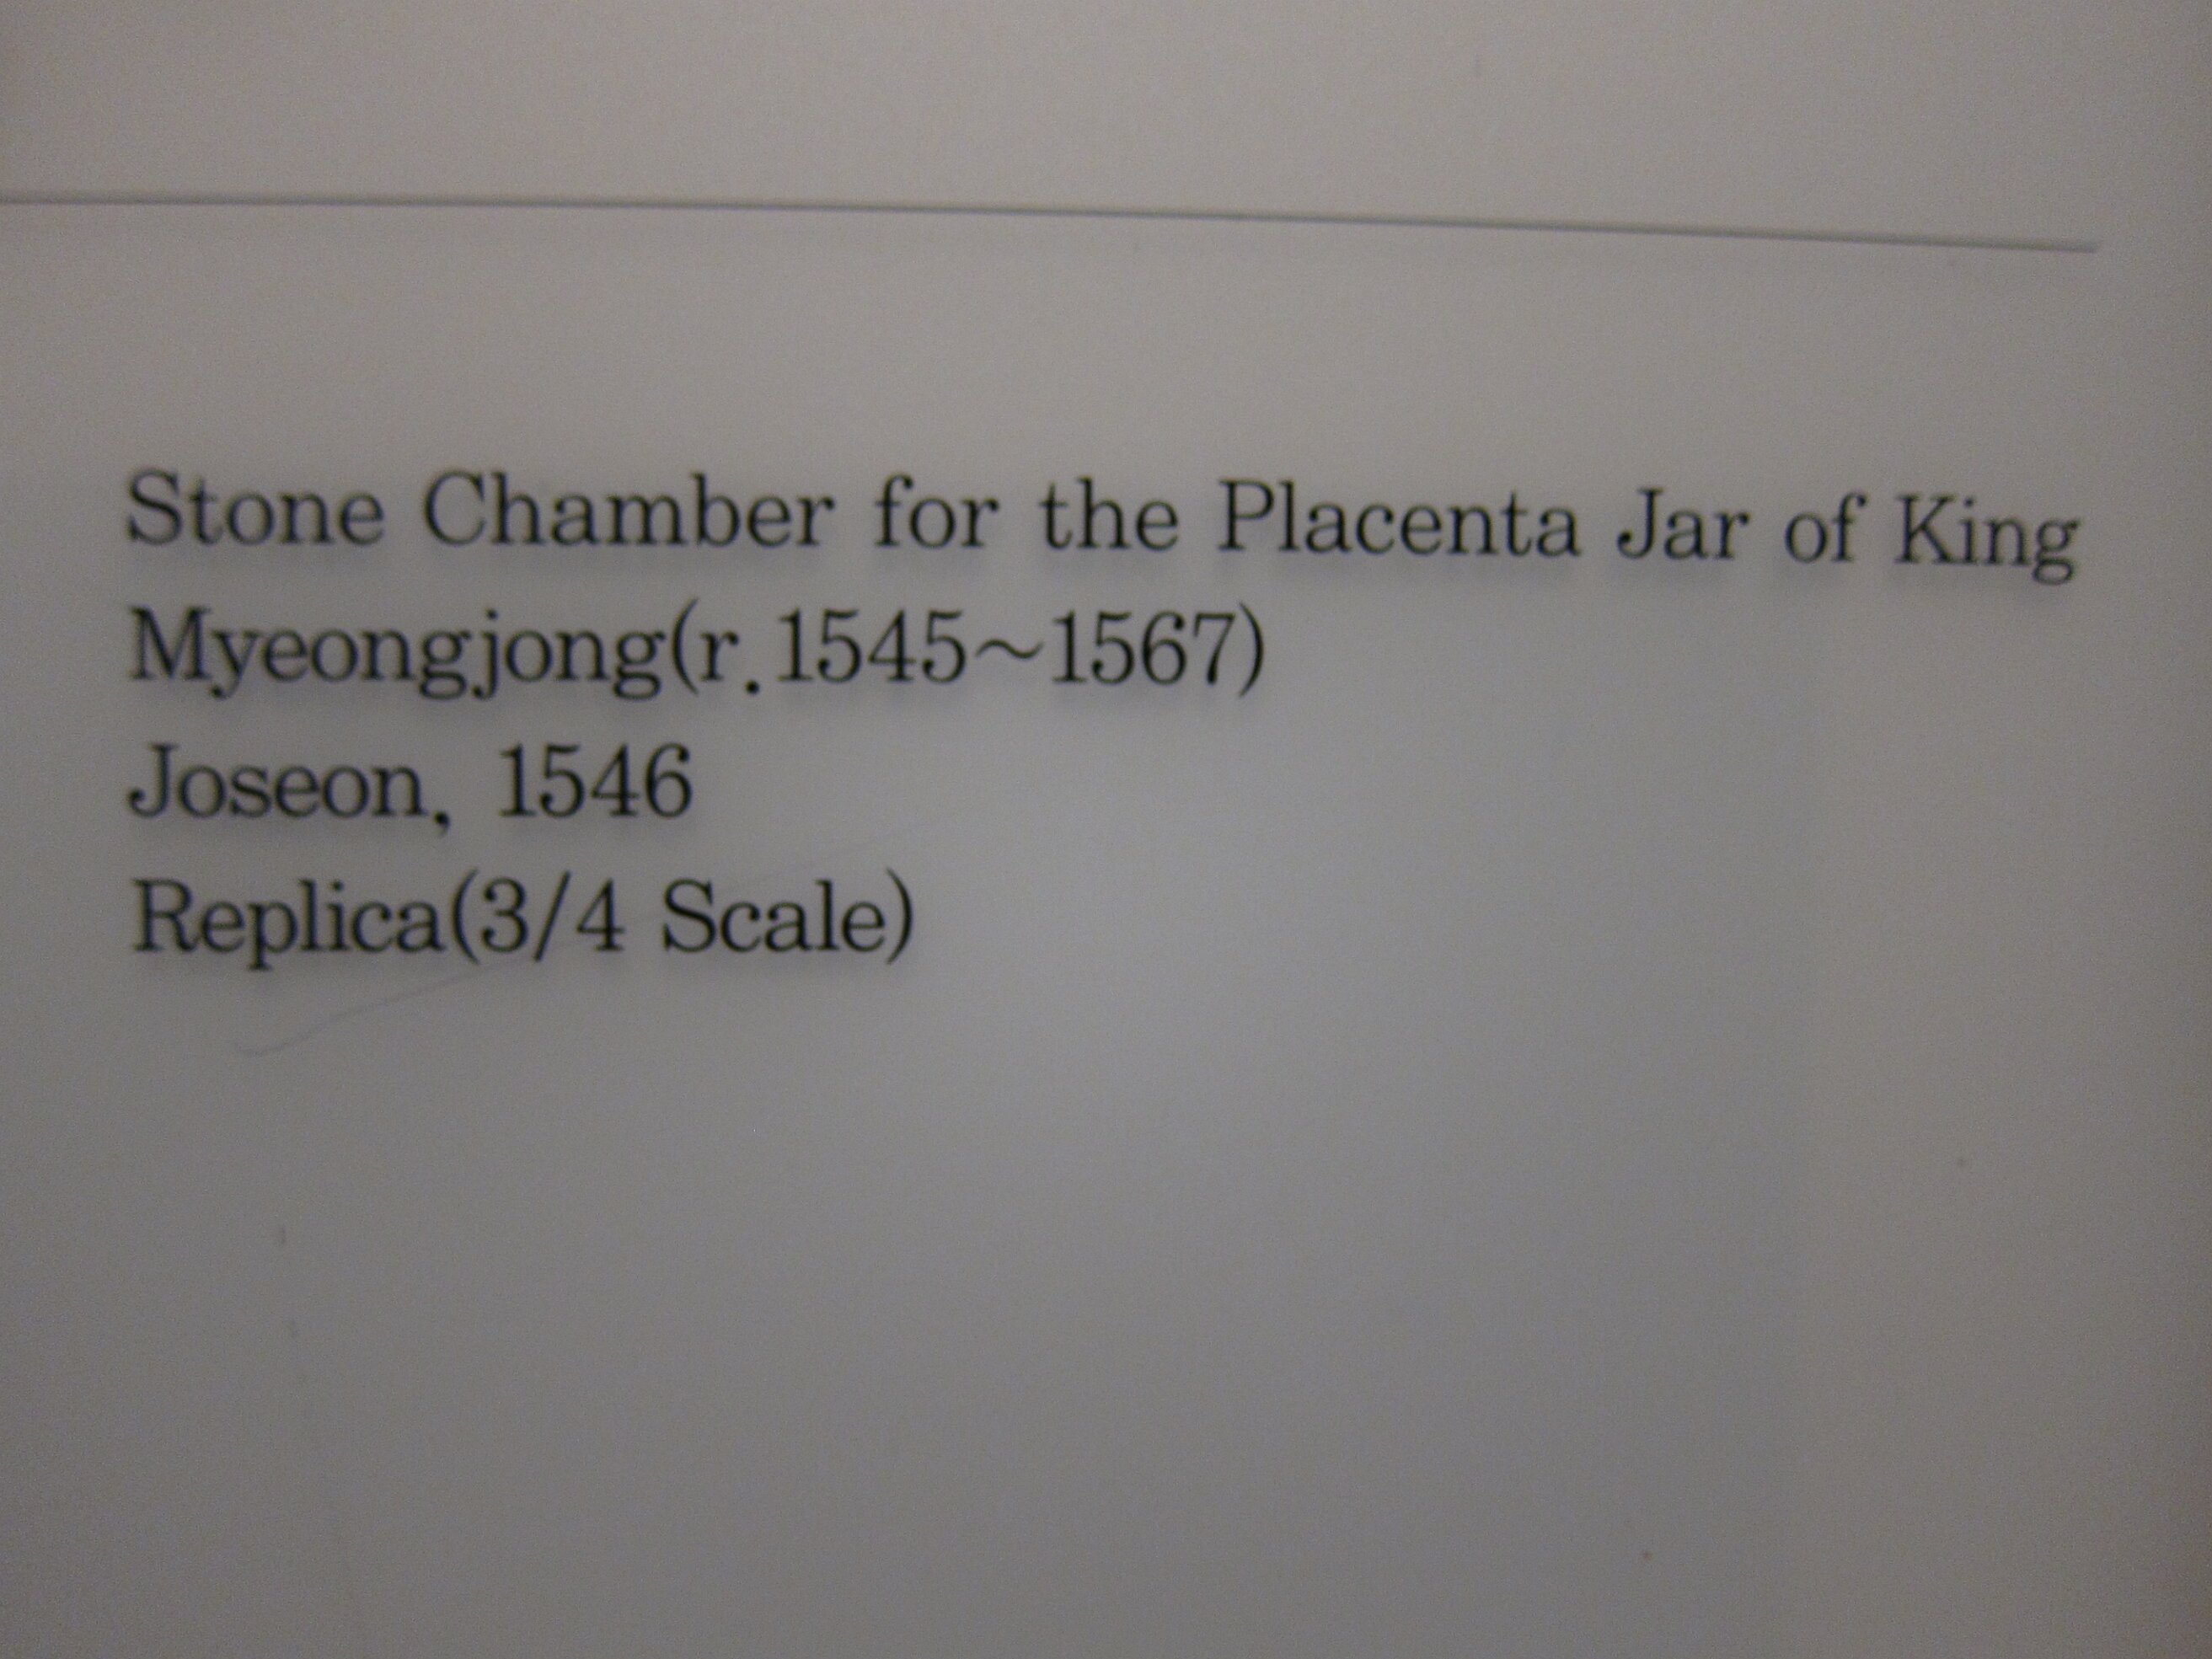 Stone Chamber for the Placenta Jar of King
Myeongjong(r.1545~1567)
Joseon, 1546
Replica(3/4 Scale)